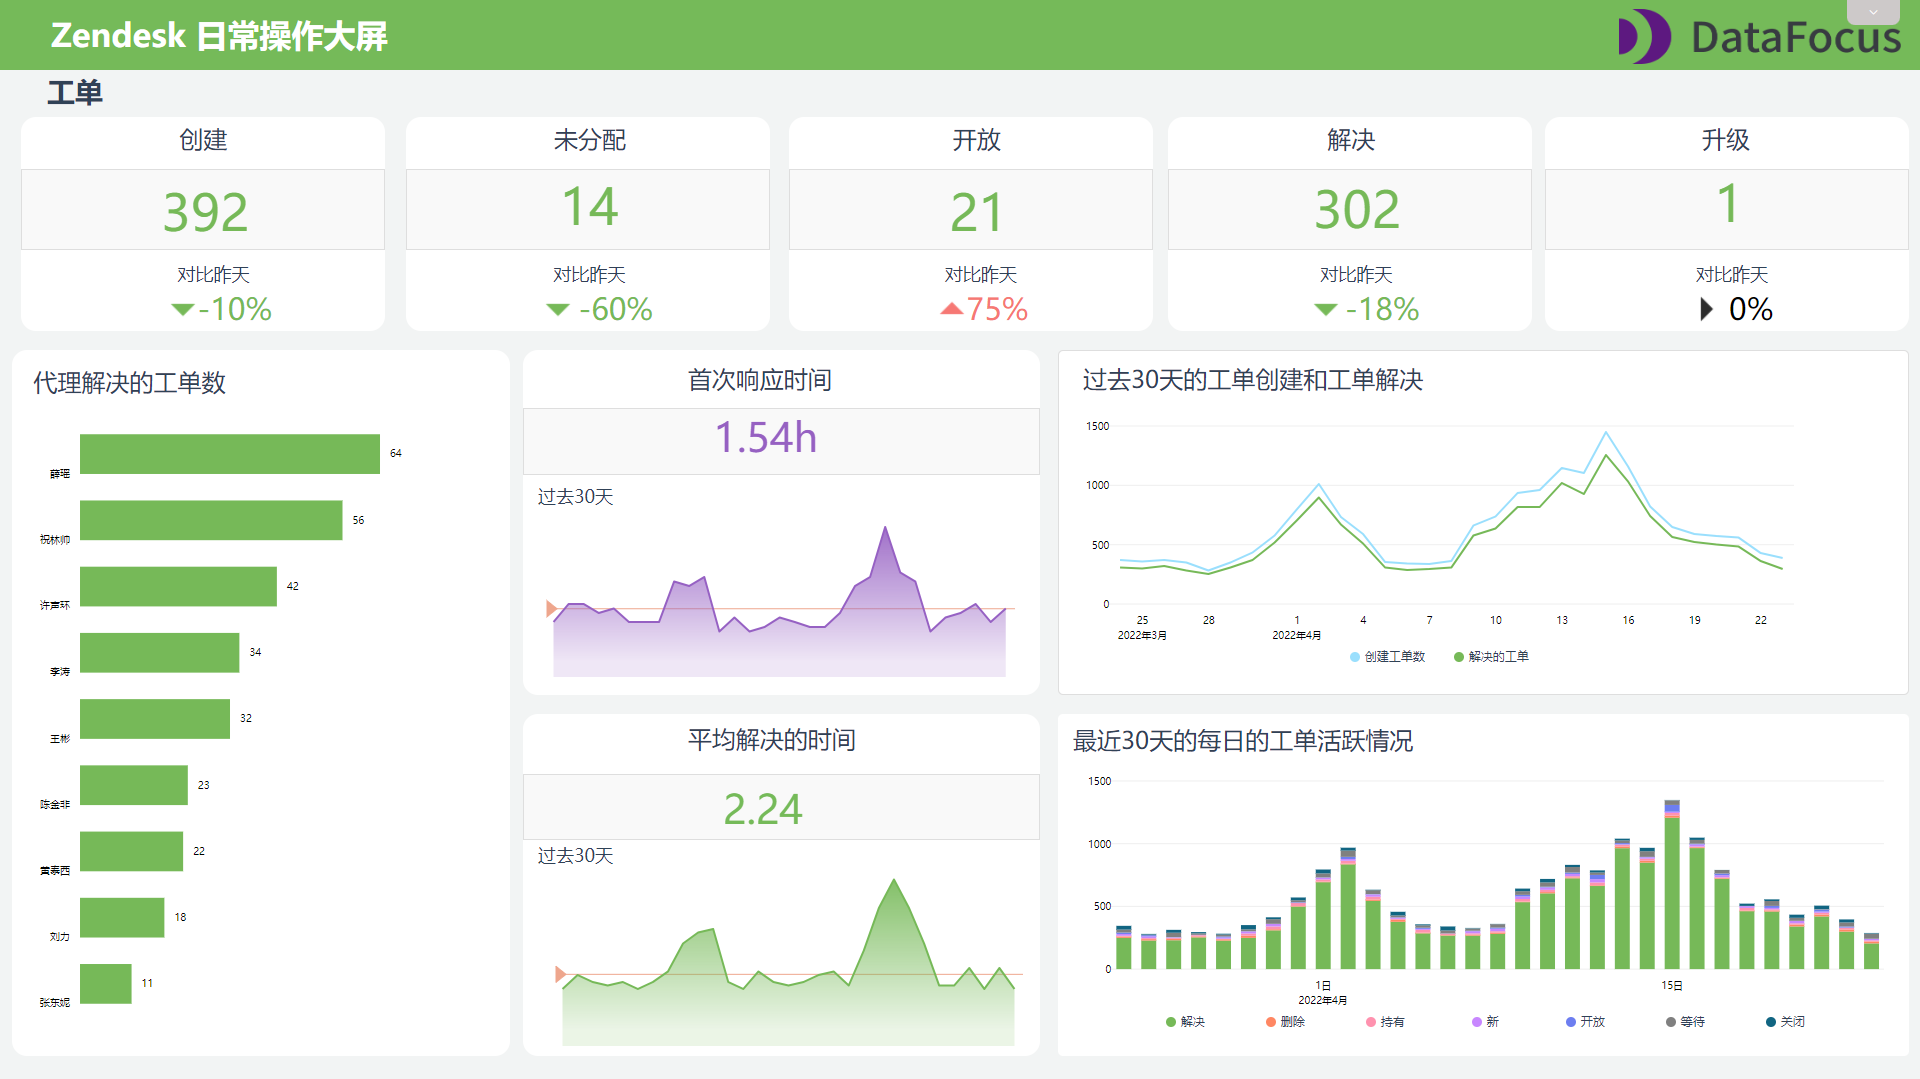 Zendesk 日常操作大屏
DataFocus
工单
创建
392
对比昨天
-10%
未分配
14
对比昨天
-60%
开放
21
对比昨天
75%
解决
302
对比昨天
-18%
升级
1
对比昨天
0%
代理解决的工单数
薛瑶
64
祝林帅
56
许声环
42
李涛
34
王彬
32
陈金菲
23
黄泰西
22
刘力
18
张东妮
11
首次响应时间
1.54h
过去30天
平均解决的时间
2.24
过去30天
过去30天的工单创建和工单解决
1500
1000
500
0
25 28 1 4 7 10 13 16 19 22
2022年3月 2022年4月
创建工单数 解决的工单
最近30天的每日的工单活跃情况
1500
1000
500
0
1日 15日
2022年4月
解决 删除 持有 新 开放 等待 关闭